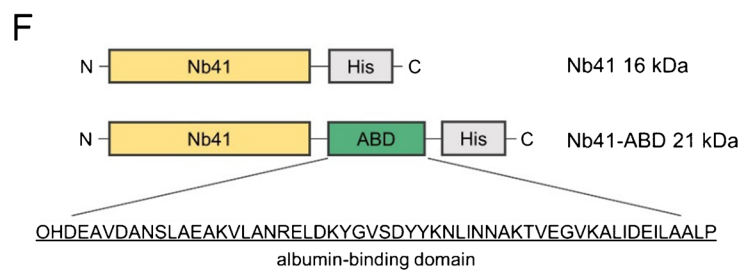 F
N Nb41 His C Nb41 16 kDa
N Nb41 ABD His C Nb41-ABD 21 kDa
OHDEAVDANSLAEAKVLANRELDKYGVSDYYKNLINNAKTVEGVKALIDEILAALP
albumin-binding domain